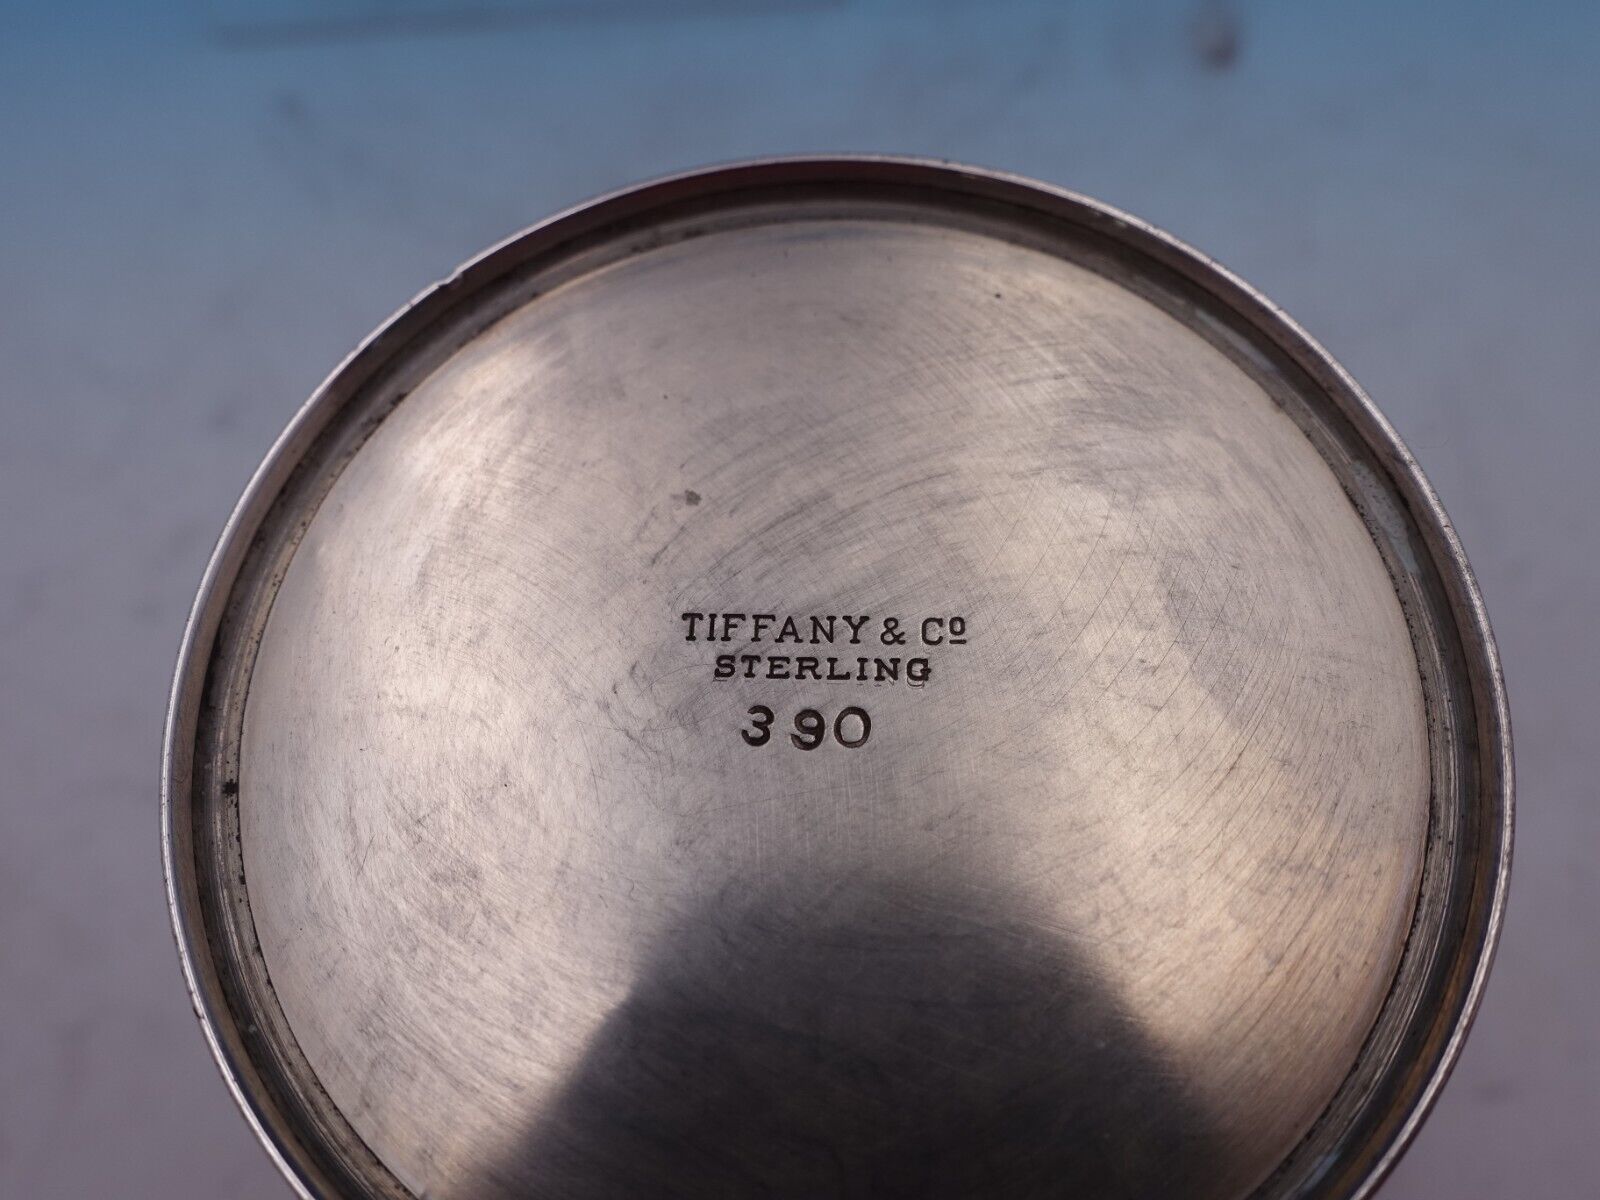 TIFFANY & Cº
STERLING
390